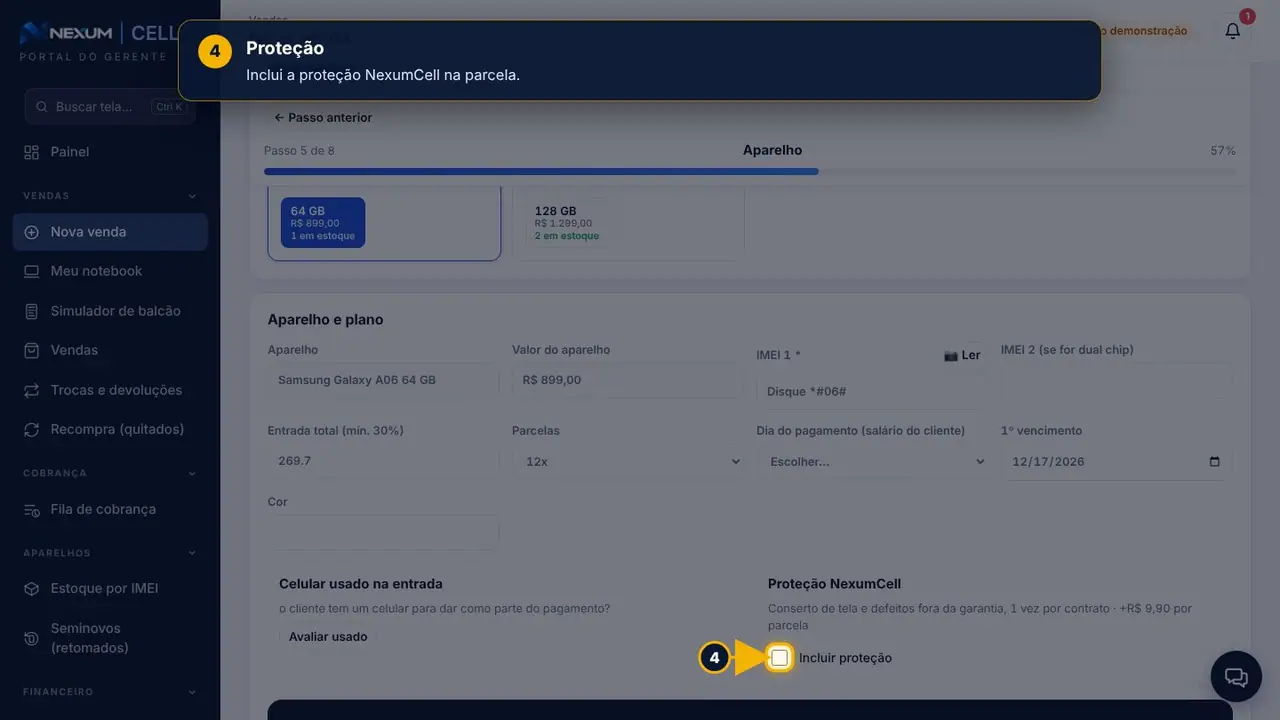 NEXUM | CELL
PORTAL DO GERENTE
Buscar tela... Ctrl K
Painel
VENDAS
Nova venda
Meu notebook
Simulador de balcão
Vendas
Trocas e devoluções
Recompra (quitados)
COBRANÇA
Fila de cobrança
APARELHOS
Estoque por IMEI
Seminovos
(retomados)
FINANCEIRO
4 Proteção
Inclui a proteção NexumCell na parcela.
demonstração
1
← Passo anterior
Passo 5 de 8 Aparelho 57%
64 GB
R$ 899,00
1 em estoque
128 GB
R$ 1.299,00
2 em estoque
Aparelho e plano
Aparelho
Samsung Galaxy A06 64 GB
Valor do aparelho
R$ 899,00
IMEI 1 * Ler
Disque *#06#
IMEI 2 (se for dual chip)
Entrada total (mín. 30%)
269.7
Parcelas
12x
Dia do pagamento (salário do cliente)
Escolher...
1º vencimento
12/17/2026
Cor
Celular usado na entrada
o cliente tem um celular para dar como parte do pagamento?
Avaliar usado
Proteção NexumCell
Conserto de tela e defeitos fora da garantia, 1 vez por contrato · +R$ 9,90 por
parcela
4 Incluir proteção